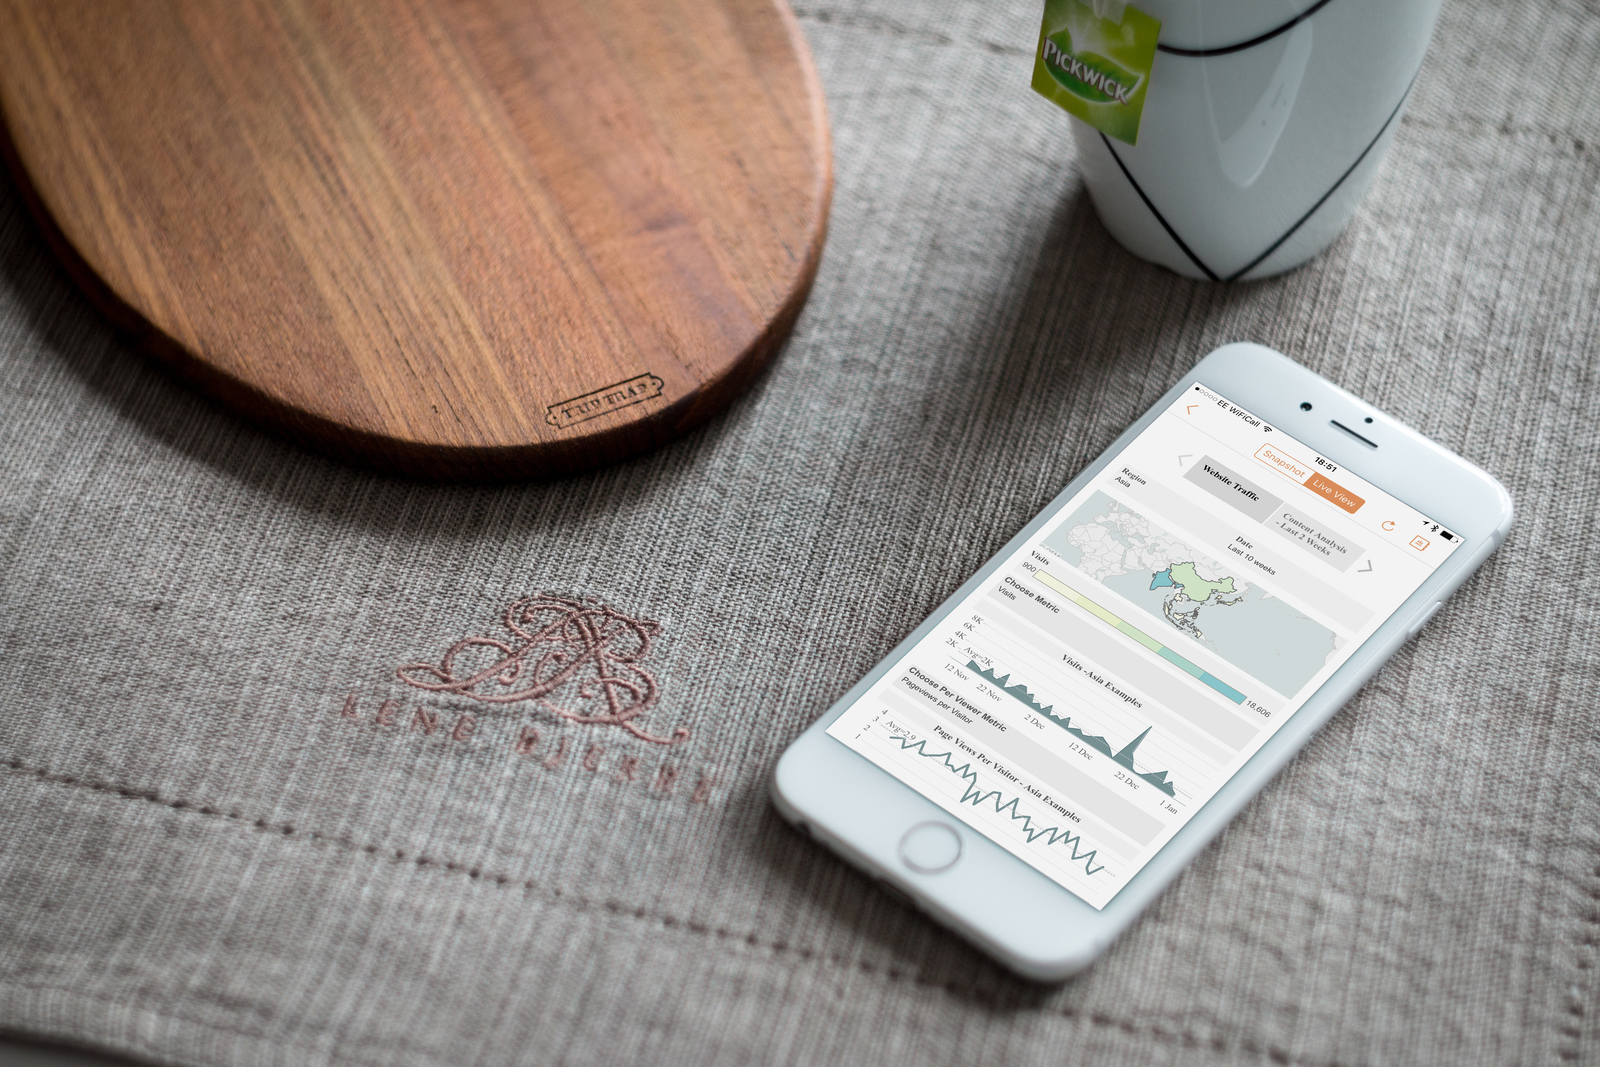 PICKWICK
TRIP TRAP
LENE BJERRE
EE WiFiCall
18:51
Snapshot
Live View
Website Traffic
Content Analysis
- Last 2 Weeks
Region
Asia
Date
Last 10 weeks
Visits
900
18,606
Choose Metric
Visits
Visits -Asia Examples
8K
6K
4K
2K
Avg=2K
12 Nov
22 Nov
2 Dec
12 Dec
22 Dec
1 Jan
Choose Per Viewer Metric
Pageviews per Visitor
Page Views Per Visitor - Asia Examples
4
3
2
1
Avg=2.9